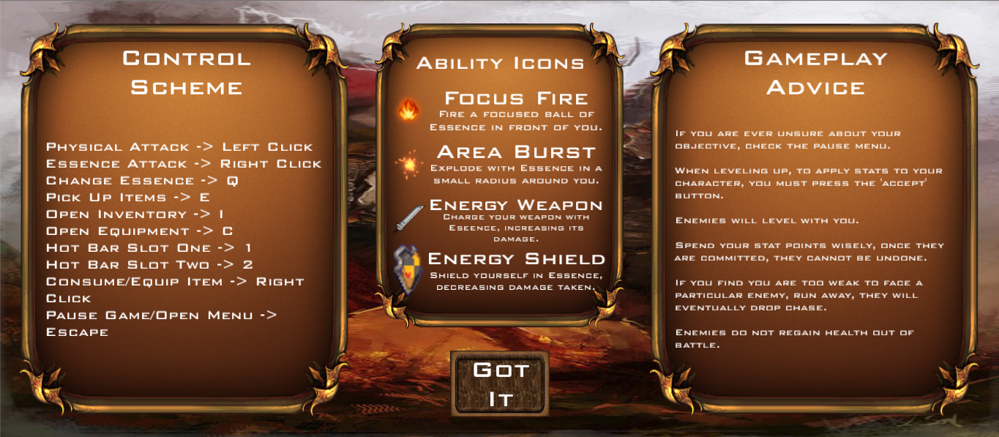 Control
Scheme
Physical Attack -> Left Click
Essence Attack -> Right Click
Change Essence -> Q
Pick Up Items -> E
Open Inventory -> I
Open Equipment -> C
Hot Bar Slot One -> 1
Hot Bar Slot Two -> 2
Consume/Equip Item -> Right
Click
Pause Game/Open Menu ->
Escape
Ability Icons
Focus Fire
Fire a focused ball of
Essence in front of you.
Area Burst
Explode with Essence in a
small radius around you.
Energy Weapon
Charge your weapon with
Eseence, increasing its
damage.
Energy Shield
Shield yourself in Essence,
decreasing damage taken.
Got
It
Gameplay
Advice
If you are ever unsure about your
objective, check the pause menu.
When leveling up, to apply stats to your
character, you must press the 'accept'
button.
Enemies will level with you.
Spend your stat points wisely, once they
are committed, they cannot be undone.
If you find you are too weak to face a
particular enemy, run away, they will
eventually drop chase.
Enemies do not regain health out of
battle.